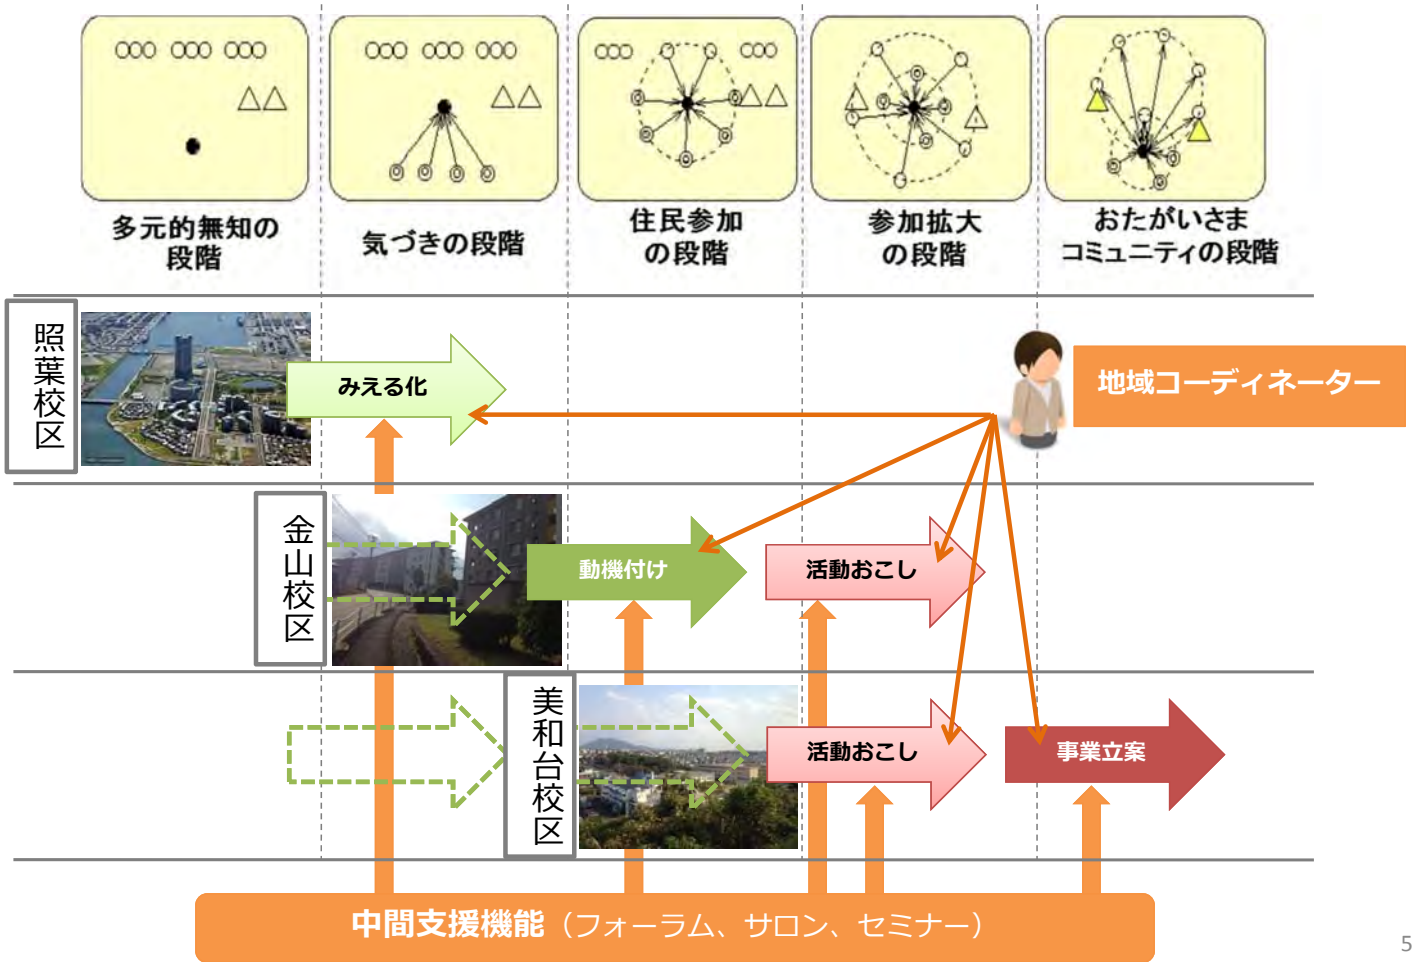 多元的無知の
段階
気づきの段階
住民参加
の段階
参加拡大
の段階
おたがいさま
コミュニティの段階
照葉校区
みえる化
地域コーディネーター
金山校区
動機付け
活動おこし
美和台校区
活動おこし
事業立案
中間支援機能（フォーラム、サロン、セミナー）
5